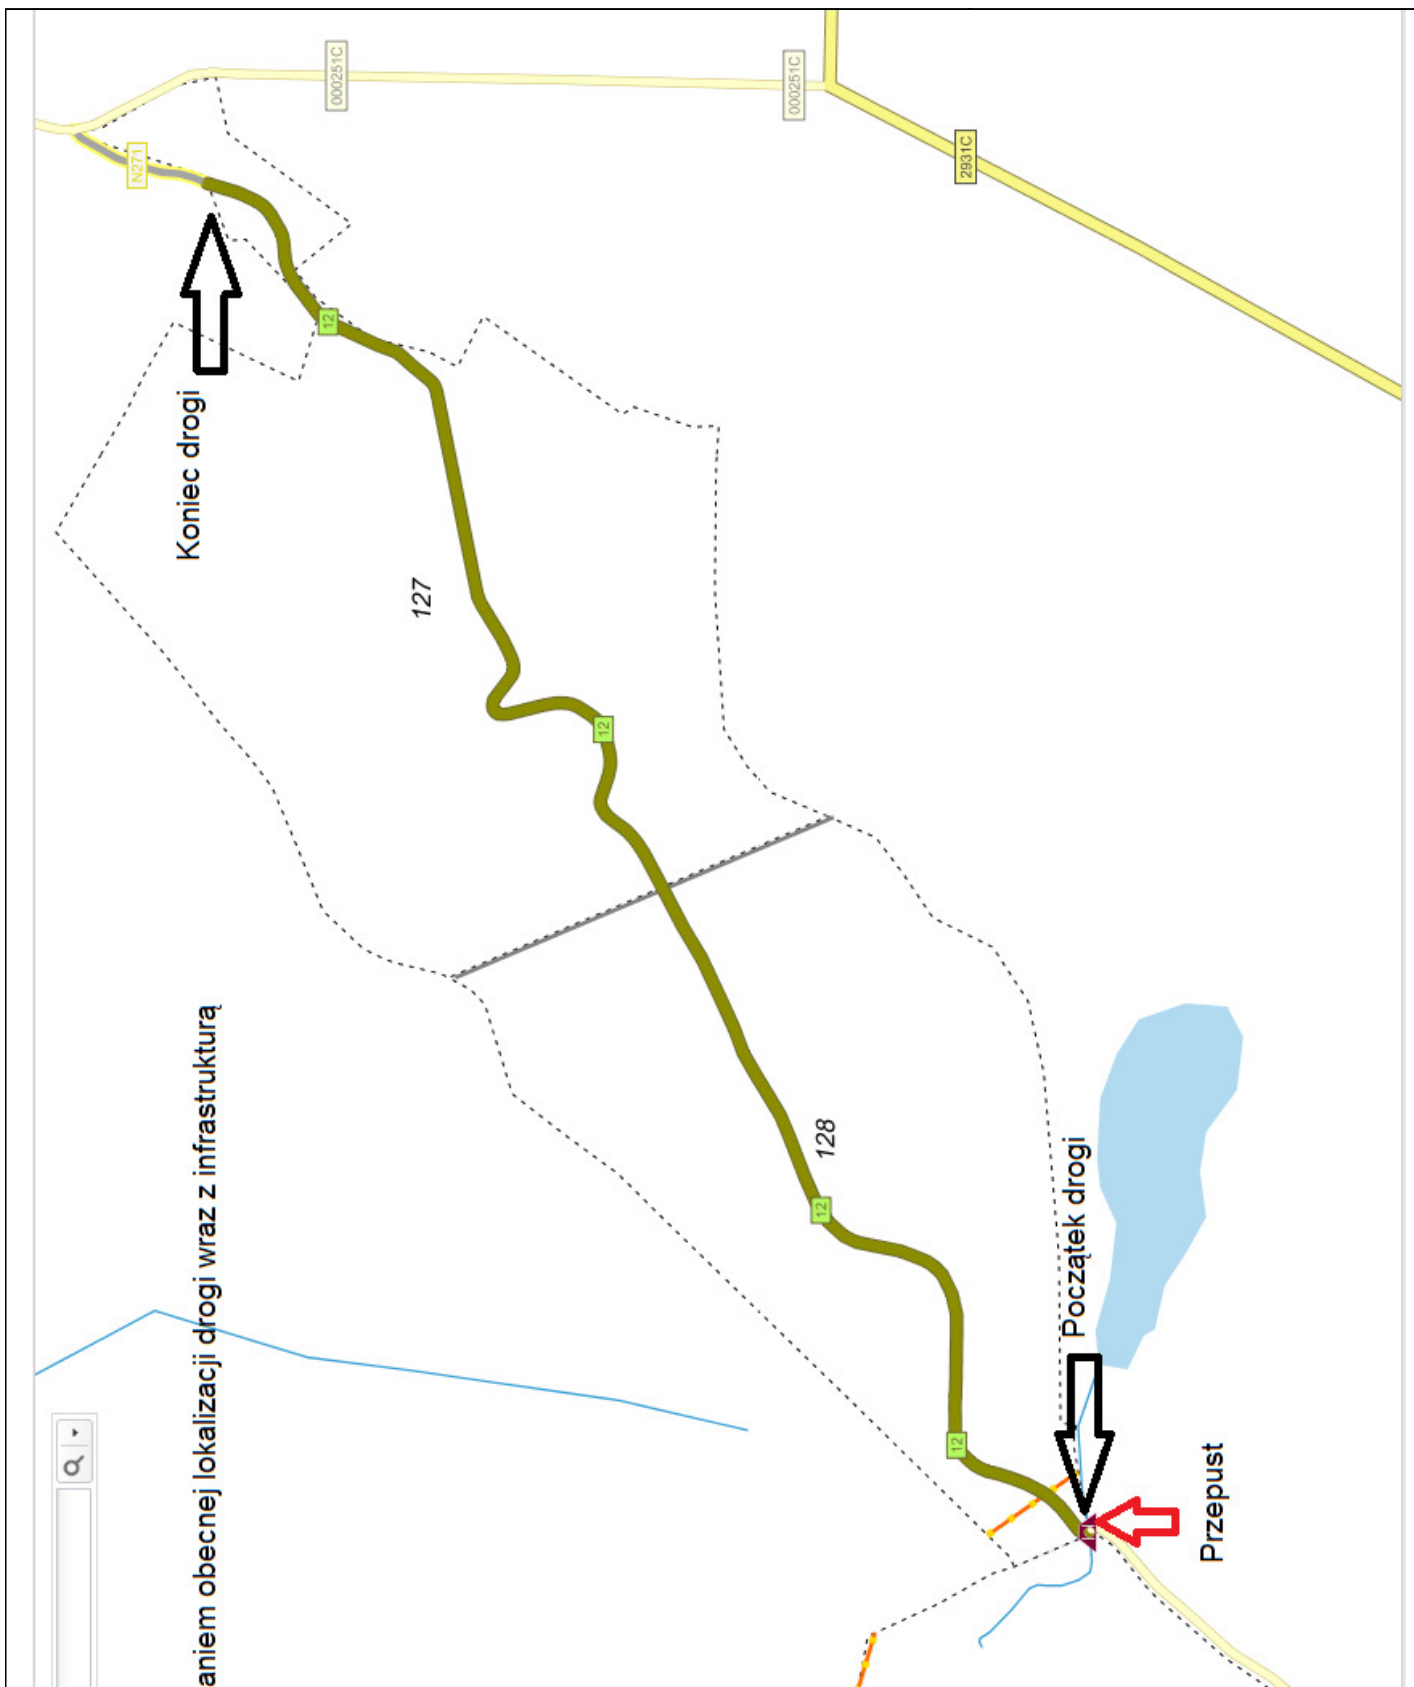 000251C
000251C
2931C
N271
12
Koniec drogi
127
12
128
12
Początek drogi
12
Przepust
aniem obecnej lokalizacji drogi wraz z infrastrukturą